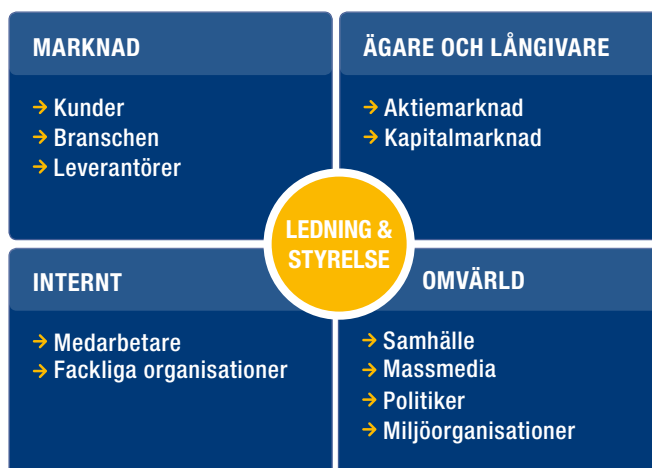 MARKNAD
→ Kunder
→ Branschen
→ Leverantörer
ÄGARE OCH LÅNGIVARE
→ Aktiemarknad
→ Kapitalmarknad
LEDNING &
STYRELSE
INTERNT
→ Medarbetare
→ Fackliga organisationer
OMVÄRLD
→ Samhälle
→ Massmedia
→ Politiker
→ Miljöorganisationer